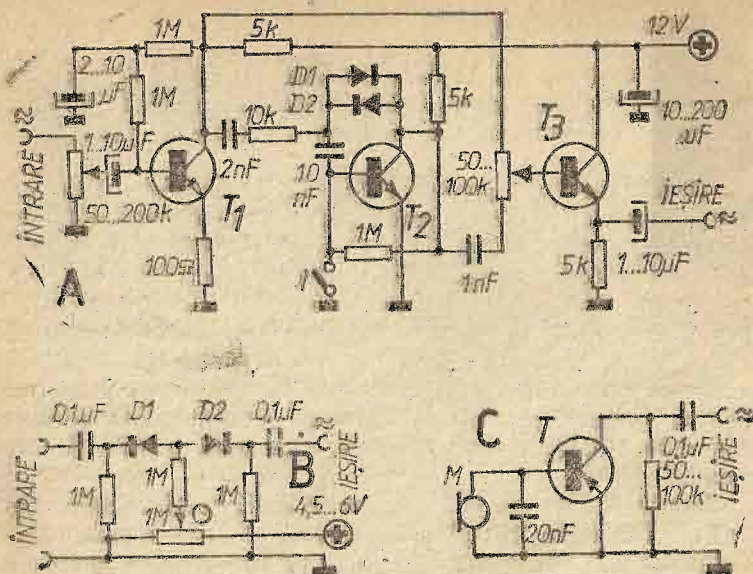 1M
5k
12V
2...10
µF
1M
D1
D2
5k
10k
1...10µF
2nF
T3
10...200
µF
INTRARE
50...
100k
10
nF
T2
50...200k
T1
IEȘIRE
1M
100Ω
5k
1...10µF
1nF
A
0,1µF
D1
D2
0,1µF
B
IEȘIRE
C
T
INTRARE
1M
1M
1M
1M
4,5...6V
M
0,1µF
50...
100k
20nF
IEȘIRE